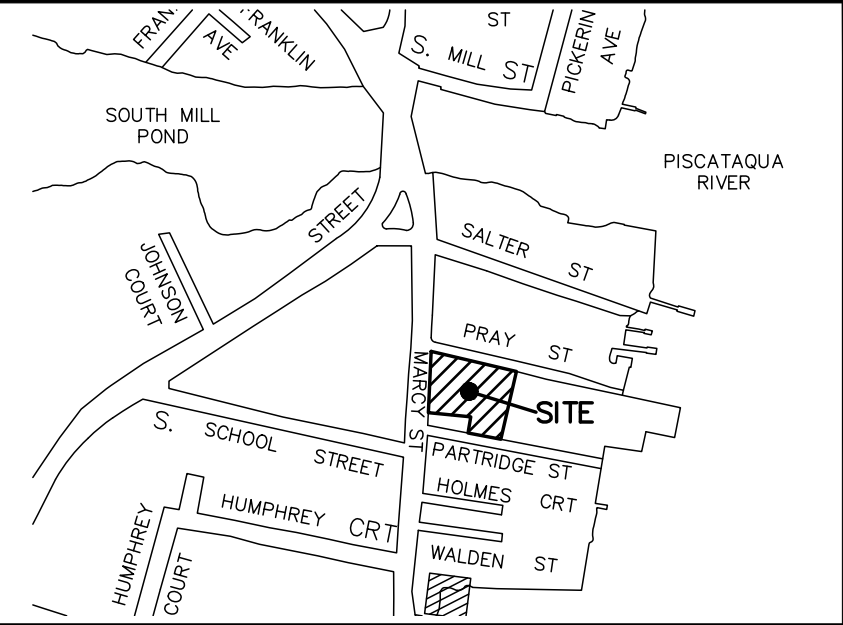 FRAN
AVE
FRANKLIN
ST
S. MILL ST
PICKERIN
AVE
SOUTH MILL
POND
PISCATAQUA
RIVER
STREET
SALTER ST
JOHNSON
COURT
PRAY ST
MARCY ST
SITE
S. SCHOOL STREET
PARTRIDGE ST
HOLMES CRT
HUMPHREY CRT
WALDEN ST
HUMPHREY
COURT